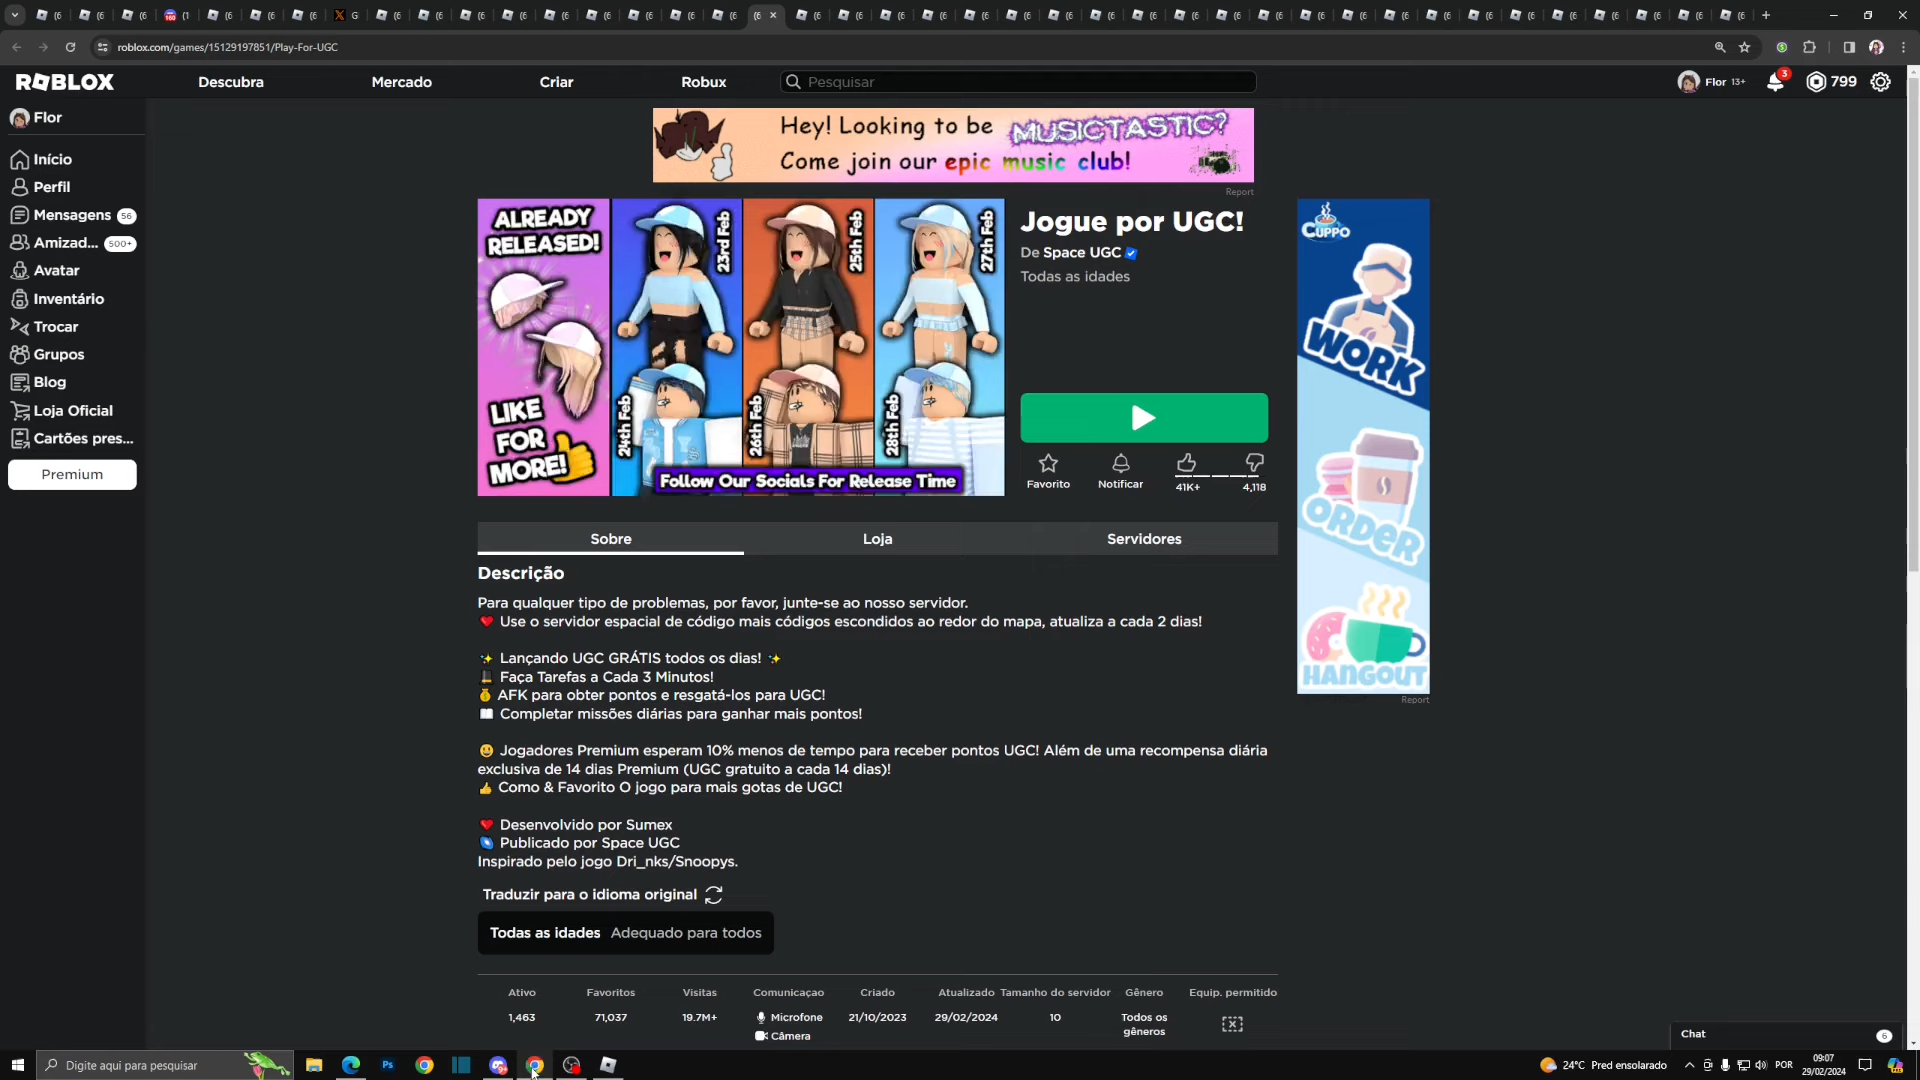 roblox.com/games/15129197851/Play-For-UGC
ROBLOX
Descubra
Mercado
Criar
Robux
Pesquisar
Flor 13+
3
799
Flor
Início
Perfil
Mensagens 56
Amizad... 500+
Avatar
Inventário
Trocar
Grupos
Blog
Loja Oficial
Cartões pres...
Premium
Hey! Looking to be MUSICTASTIC?
Come join our epic music club!
Report
ALREADY
RELEASED!
LIKE
FOR
MORE!
23rd Feb
25th Feb
27th Feb
24th Feb
26th Feb
28th Feb
Follow Our Socials For Release Time
Jogue por UGC!
De Space UGC
Todas as idades
Favorito
Notificar
41K+
4,118
CUPPO
WORK
ORDER
HANGOUT
Report
Sobre
Loja
Servidores
Descrição
Para qualquer tipo de problemas, por favor, junte-se ao nosso servidor.
❤️ Use o servidor espacial de código mais códigos escondidos ao redor do mapa, atualiza a cada 2 dias!
✨ Lançando UGC GRÁTIS todos os dias! ✨
🎩 Faça Tarefas a Cada 3 Minutos!
💰 AFK para obter pontos e resgatá-los para UGC!
📖 Completar missões diárias para ganhar mais pontos!
😃 Jogadores Premium esperam 10% menos de tempo para receber pontos UGC! Além de uma recompensa diária
exclusiva de 14 dias Premium (UGC gratuito a cada 14 dias)!
👍 Como & Favorito O jogo para mais gotas de UGC!
❤️ Desenvolvido por Sumex
🌌 Publicado por Space UGC
Inspirado pelo jogo Dri_nks/Snoopys.
Traduzir para o idioma original
Todas as idades Adequado para todos
Ativo
Favoritos
Visitas
Comunicaçao
Criado
Atualizado
Tamanho do servidor
Gênero
Equip. permitido
1,463
71,037
19.7M+
Microfone
Câmera
21/10/2023
29/02/2024
10
Todos os
gêneros
Chat 6
Digite aqui para pesquisar
Ps
24°C Pred ensolarado
POR
09:07
29/02/2024